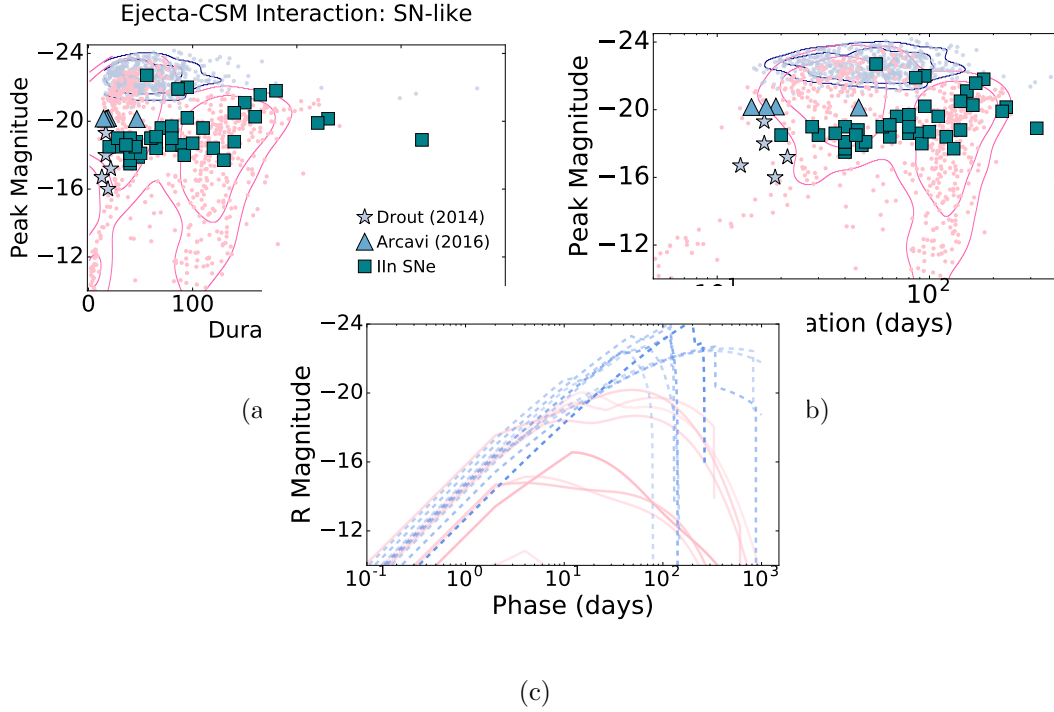 Ejecta-CSM Interaction: SN-like
−24
−20
−16
−12
Peak Magnitude
0
100
Dura
Drout (2014)
Arcavi (2016)
IIn SNe
(a
−24
−20
−16
−12
Peak Magnitude
10²
ation (days)
b)
−24
−20
−16
−12
R Magnitude
10⁻¹
10⁰
10¹
10²
10³
Phase (days)
(c)